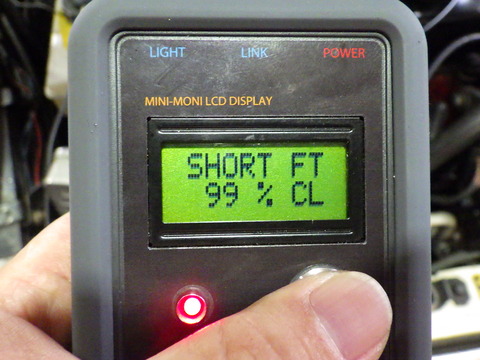 LIGHT LINK POWER
MINI-MONI LCD DISPLAY
SHORT FT
99 % CL